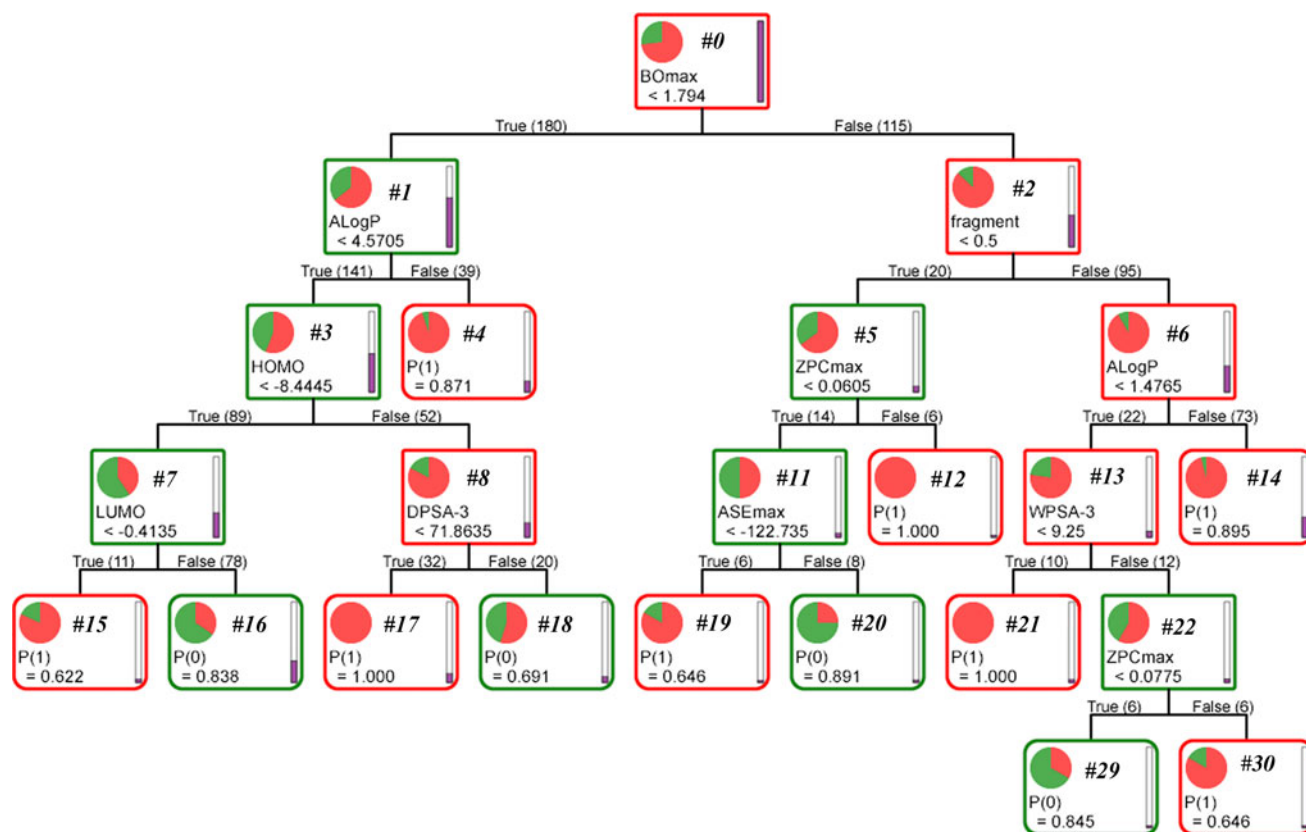 #0
BOmax
< 1.794
True (180)
False (115)
#1
ALogP
< 4.5705
#2
fragment
< 0.5
True (141)
False (39)
True (20)
False (95)
#3
HOMO
< -8.4445
#4
P(1)
= 0.871
#5
ZPCmax
< 0.0605
#6
ALogP
< 1.4765
True (89)
False (52)
True (14)
False (6)
True (22)
False (73)
#7
LUMO
< -0.4135
#8
DPSA-3
< 71.8635
#11
ASEmax
< -122.735
#12
P(1)
= 1.000
#13
WPSA-3
< 9.25
#14
P(1)
= 0.895
True (11)
False (78)
True (32)
False (20)
True (6)
False (8)
True (10)
False (12)
#15
P(1)
= 0.622
#16
P(0)
= 0.838
#17
P(1)
= 1.000
#18
P(0)
= 0.691
#19
P(1)
= 0.646
#20
P(0)
= 0.891
#21
P(1)
= 1.000
#22
ZPCmax
< 0.0775
True (6)
False (6)
#29
P(0)
= 0.845
#30
P(1)
= 0.646